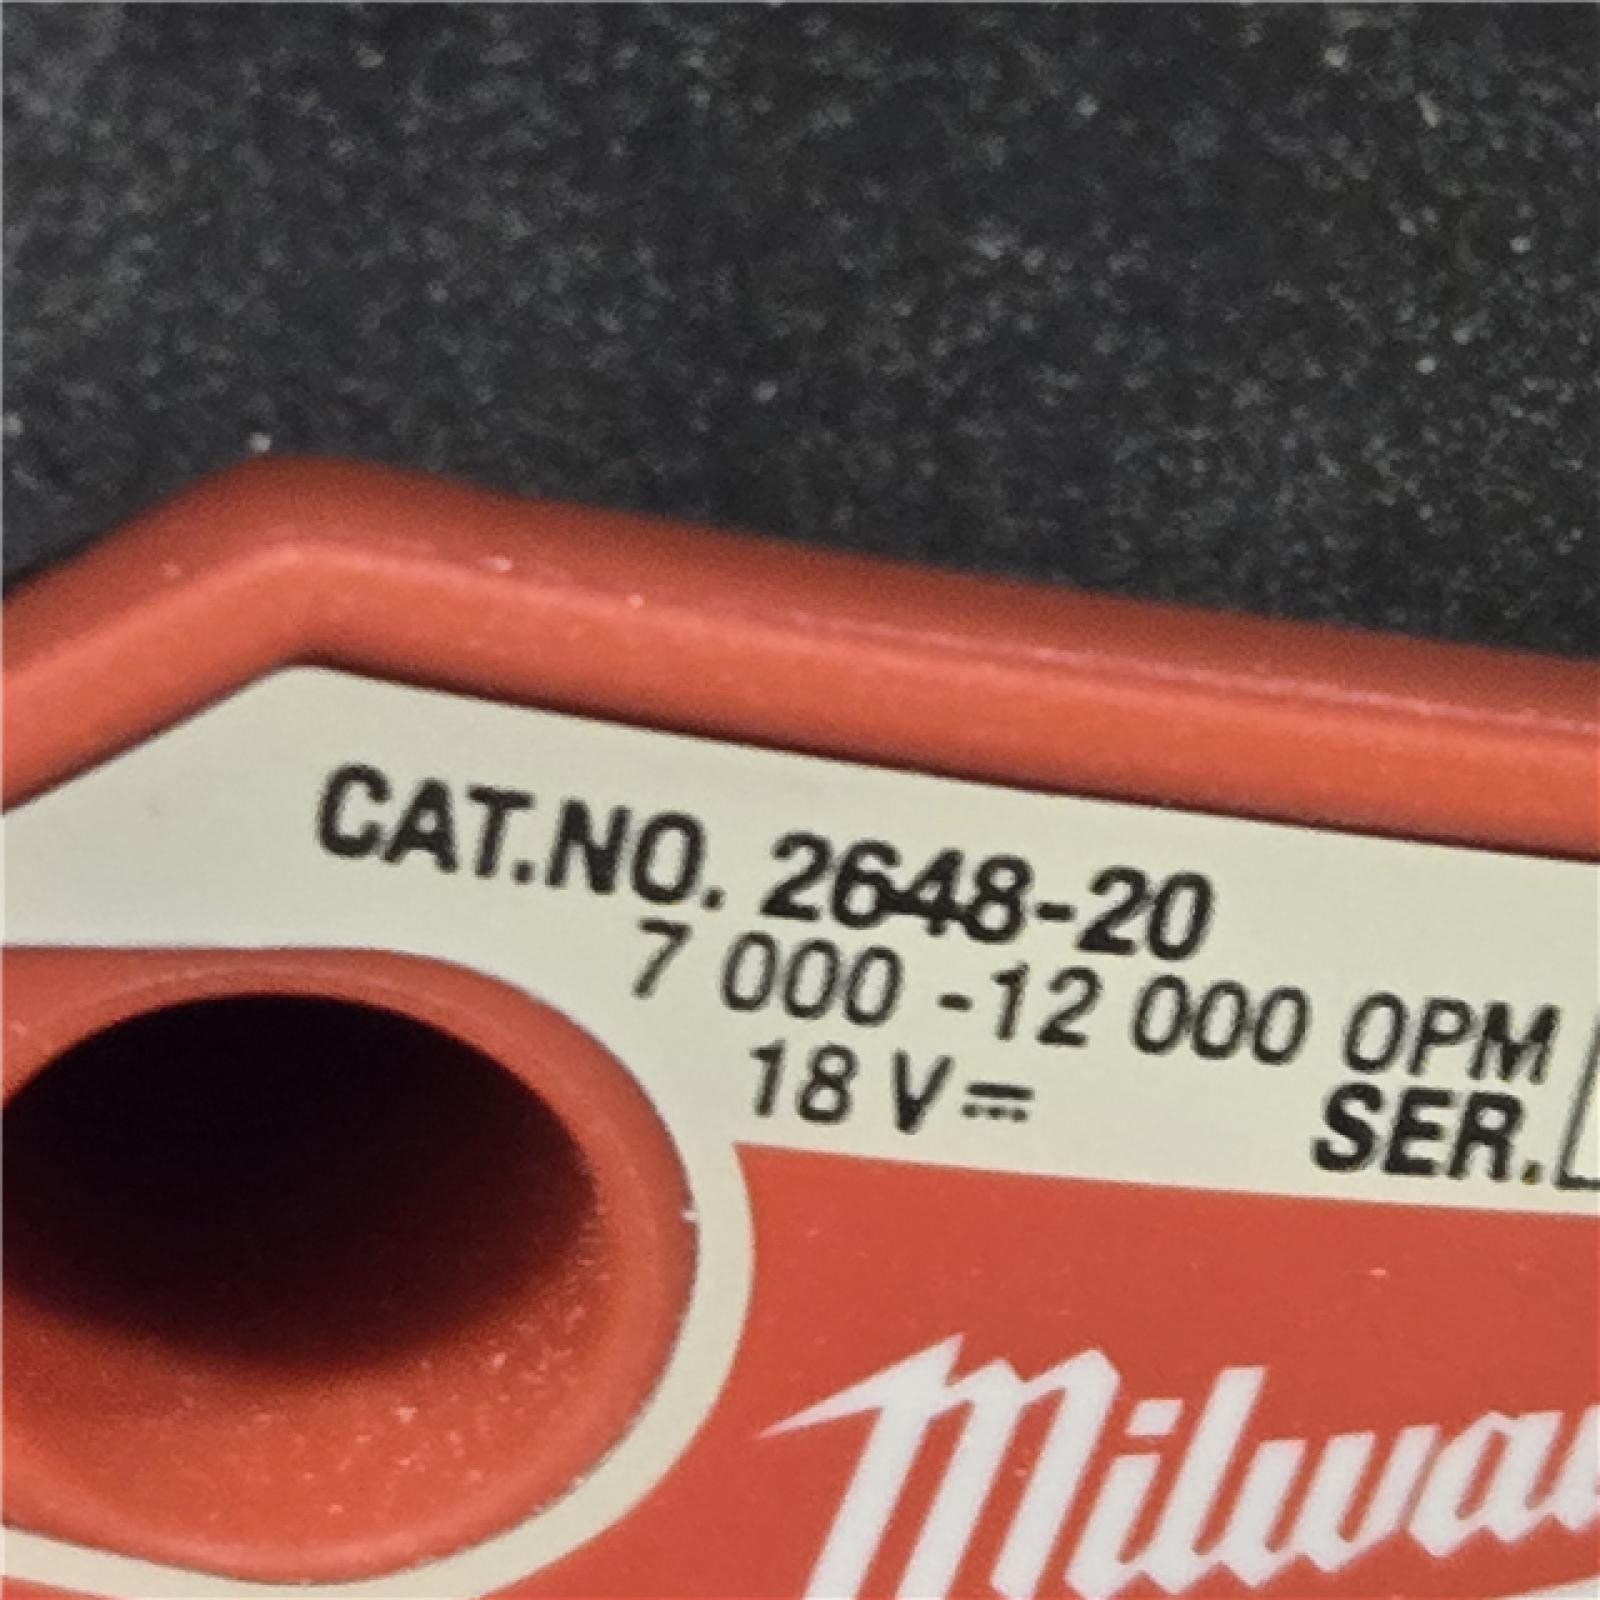 CAT.NO. 2648-20
7 000 -12 000 OPM
18 V⎓
SER.
Milwau